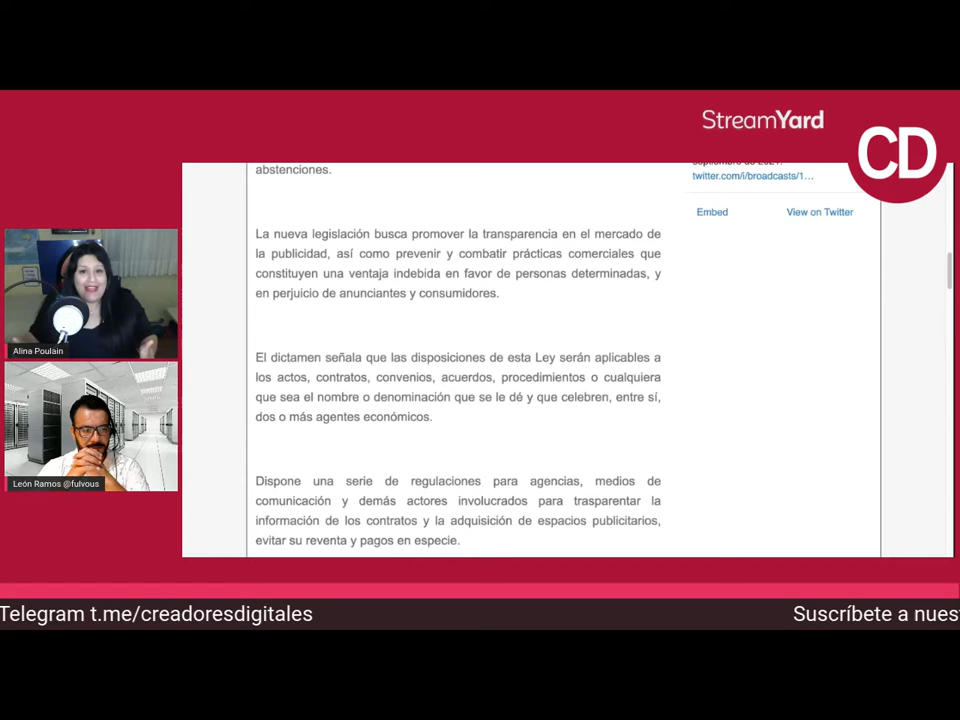 StreamYard
CD
abstenciones.
septiembre de 2021.
twitter.com/i/broadcasts/1...
Embed
View on Twitter
La nueva legislación busca promover la transparencia en el mercado de
la publicidad, así como prevenir y combatir prácticas comerciales que
constituyen una ventaja indebida en favor de personas determinadas, y
en perjuicio de anunciantes y consumidores.
El dictamen señala que las disposiciones de esta Ley serán aplicables a
los actos, contratos, convenios, acuerdos, procedimientos o cualquiera
que sea el nombre o denominación que se le dé y que celebren, entre sí,
dos o más agentes económicos.
Dispone una serie de regulaciones para agencias, medios de
comunicación y demás actores involucrados para trasparentar la
información de los contratos y la adquisición de espacios publicitarios,
evitar su reventa y pagos en especie.
Alina Poulain
León Ramos @fulvous
Telegram t.me/creadoresdigitales
Suscríbete a nues